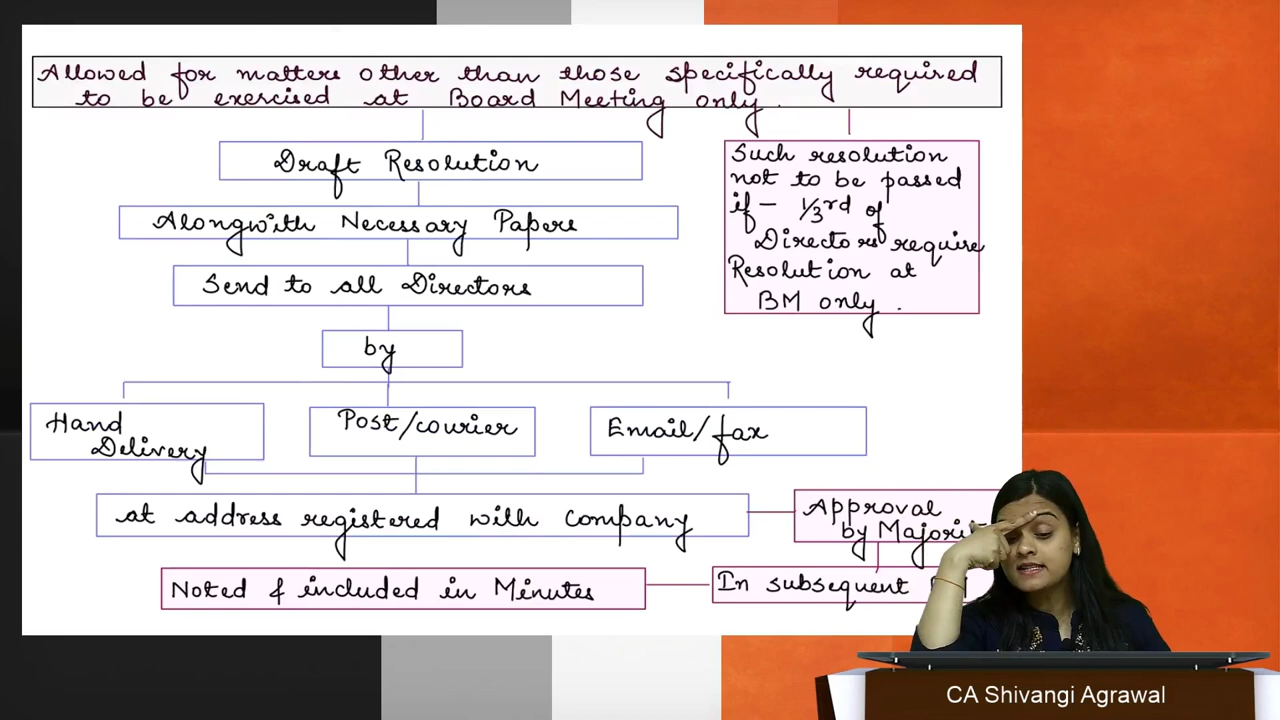 Allowed for matters other than those specifically required
to be exercised at Board Meeting only.
Draft Resolution
Such resolution
not to be passed
if - 1/3rd of
Directors require
Resolution at
BM only.
Alongwith Necessary Papers
Send to all Directors
by
Hand
Delivery
Post/courier
Email/fax
at address registered with company
Approval
by
Noted & included in Minutes
In subsequent
CA Shivangi Agrawal